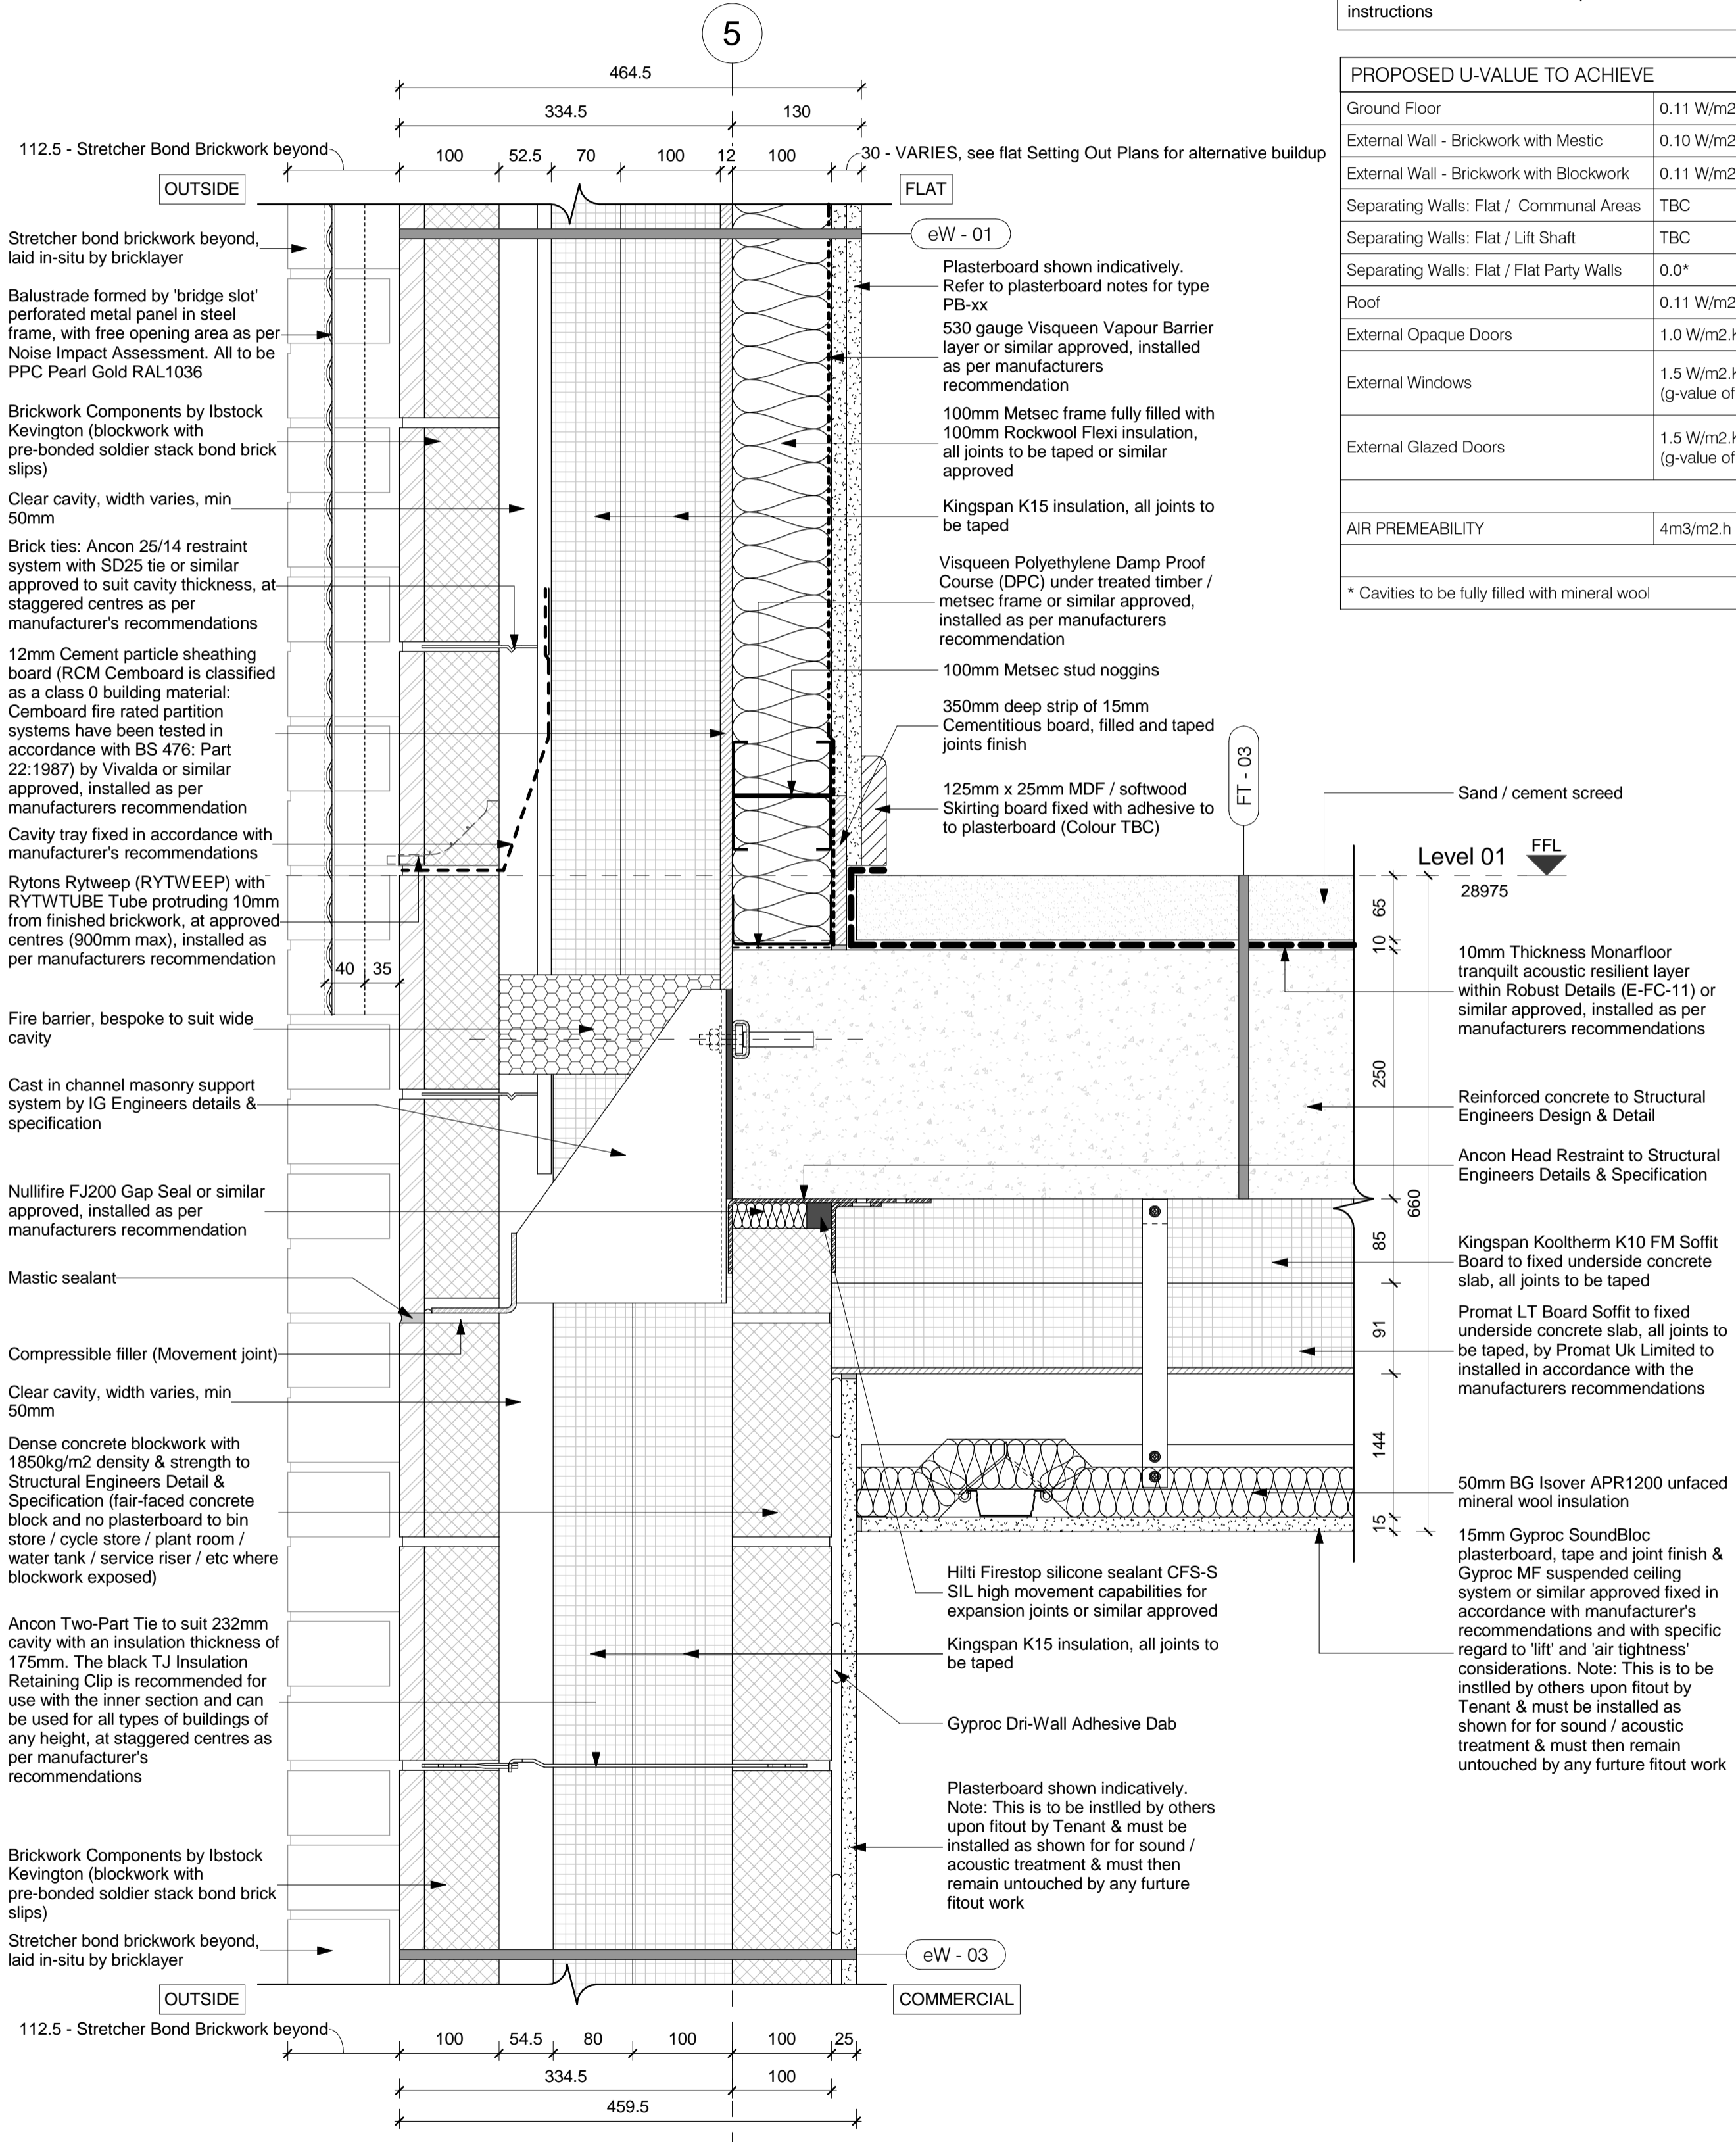 instructions
5
464.5
334.5
130
112.5 - Stretcher Bond Brickwork beyond
100
52.5
70
100
12
100
30 - VARIES, see flat Setting Out Plans for alternative buildup
OUTSIDE
FLAT
PROPOSED U-VALUE TO ACHIEVE
Ground Floor
0.11 W/m2
External Wall - Brickwork with Mestic
0.10 W/m2
External Wall - Brickwork with Blockwork
0.11 W/m2
Separating Walls: Flat / Communal Areas
TBC
Separating Walls: Flat / Lift Shaft
TBC
Separating Walls: Flat / Flat Party Walls
0.0*
Roof
0.11 W/m2
External Opaque Doors
1.0 W/m2.K
External Windows
1.5 W/m2.K
(g-value of
External Glazed Doors
1.5 W/m2.K
(g-value of
AIR PREMEABILITY
4m3/m2.h
* Cavities to be fully filled with mineral wool
Stretcher bond brickwork beyond,
laid in-situ by bricklayer
Balustrade formed by 'bridge slot'
perforated metal panel in steel
frame, with free opening area as per
Noise Impact Assessment. All to be
PPC Pearl Gold RAL1036
Brickwork Components by Ibstock
Kevington (blockwork with
pre-bonded soldier stack bond brick
slips)
Clear cavity, width varies, min
50mm
Brick ties: Ancon 25/14 restraint
system with SD25 tie or similar
approved to suit cavity thickness, at
staggered centres as per
manufacturer's recommendations
12mm Cement particle sheathing
board (RCM Cemboard is classified
as a class 0 building material:
Cemboard fire rated partition
systems have been tested in
accordance with BS 476: Part
22:1987) by Vivalda or similar
approved, installed as per
manufacturers recommendation
Cavity tray fixed in accordance with
manufacturer's recommendations
Rytons Rytweep (RYTWEEP) with
RYTWTUBE Tube protruding 10mm
from finished brickwork, at approved
centres (900mm max), installed as
per manufacturers recommendation
40
35
Fire barrier, bespoke to suit wide
cavity
Cast in channel masonry support
system by IG Engineers details &
specification
Nullifire FJ200 Gap Seal or similar
approved, installed as per
manufacturers recommendation
Mastic sealant
Compressible filler (Movement joint)
Clear cavity, width varies, min
50mm
Dense concrete blockwork with
1850kg/m2 density & strength to
Structural Engineers Detail &
Specification (fair-faced concrete
block and no plasterboard to bin
store / cycle store / plant room /
water tank / service riser / etc where
blockwork exposed)
Ancon Two-Part Tie to suit 232mm
cavity with an insulation thickness of
175mm. The black TJ Insulation
Retaining Clip is recommended for
use with the inner section and can
be used for all types of buildings of
any height, at staggered centres as
per manufacturer's
recommendations
Brickwork Components by Ibstock
Kevington (blockwork with
pre-bonded soldier stack bond brick
slips)
Stretcher bond brickwork beyond,
laid in-situ by bricklayer
eW - 01
Plasterboard shown indicatively.
Refer to plasterboard notes for type
PB-xx
530 gauge Visqueen Vapour Barrier
layer or similar approved, installed
as per manufacturers
recommendation
100mm Metsec frame fully filled with
100mm Rockwool Flexi insulation,
all joints to be taped or similar
approved
Kingspan K15 insulation, all joints to
be taped
Visqueen Polyethylene Damp Proof
Course (DPC) under treated timber /
metsec frame or similar approved,
installed as per manufacturers
recommendation
100mm Metsec stud noggins
350mm deep strip of 15mm
Cementitious board, filled and taped
joints finish
125mm x 25mm MDF / softwood
Skirting board fixed with adhesive to
to plasterboard (Colour TBC)
FT - 03
Sand / cement screed
Level 01
FFL
28975
65
10
250
85
91
144
15
660
10mm Thickness Monarfloor
tranquilt acoustic resilient layer
within Robust Details (E-FC-11) or
similar approved, installed as per
manufacturers recommendations
Reinforced concrete to Structural
Engineers Design & Detail
Ancon Head Restraint to Structural
Engineers Details & Specification
Kingspan Kooltherm K10 FM Soffit
Board to fixed underside concrete
slab, all joints to be taped
Promat LT Board Soffit to fixed
underside concrete slab, all joints to
be taped, by Promat Uk Limited to
installed in accordance with the
manufacturers recommendations
50mm BG Isover APR1200 unfaced
mineral wool insulation
15mm Gyproc SoundBloc
plasterboard, tape and joint finish &
Gyproc MF suspended ceiling
system or similar approved fixed in
accordance with manufacturer's
recommendations and with specific
regard to 'lift' and 'air tightness'
considerations. Note: This is to be
instlled by others upon fitout by
Tenant & must be installed as
shown for for sound / acoustic
treatment & must then remain
untouched by any furture fitout work
Hilti Firestop silicone sealant CFS-S
SIL high movement capabilities for
expansion joints or similar approved
Kingspan K15 insulation, all joints to
be taped
Gyproc Dri-Wall Adhesive Dab
Plasterboard shown indicatively.
Note: This is to be instlled by others
upon fitout by Tenant & must be
installed as shown for for sound /
acoustic treatment & must then
remain untouched by any furture
fitout work
eW - 03
OUTSIDE
COMMERCIAL
112.5 - Stretcher Bond Brickwork beyond
100
54.5
80
100
100
25
334.5
100
459.5